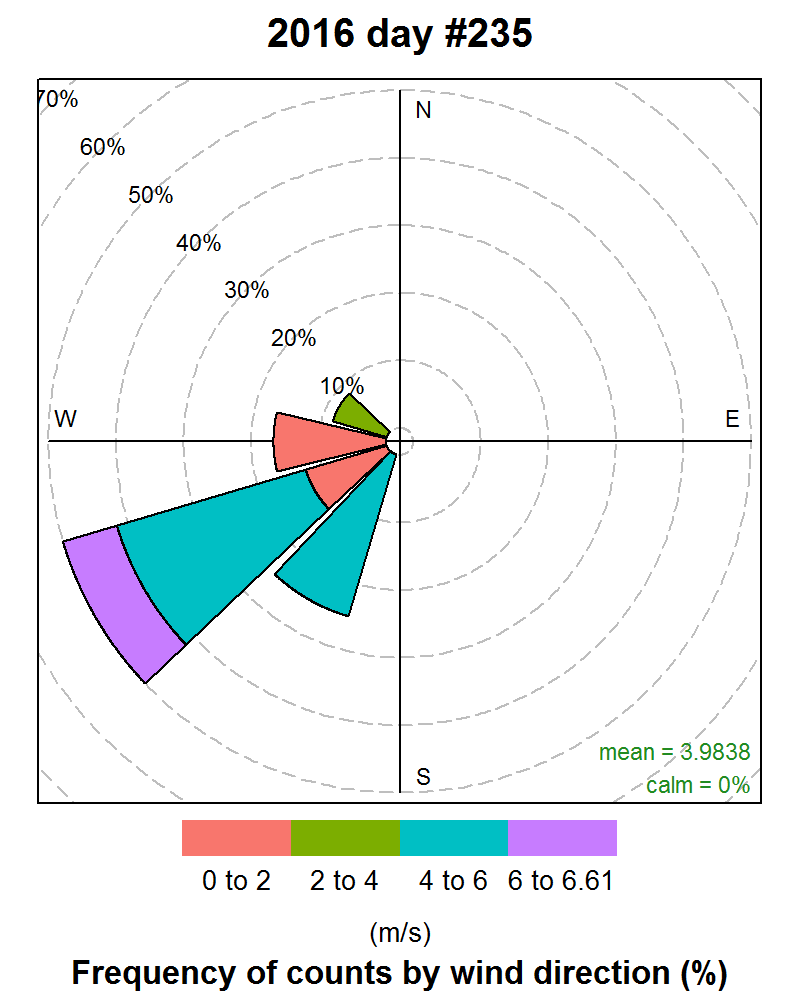 2016 day #235
70%
N
60%
50%
40%
30%
20%
10%
W
E
mean = 3.9838
S
calm = 0%
0 to 2
2 to 4
4 to 6
6 to 6.61
(m/s)
Frequency of counts by wind direction (%)